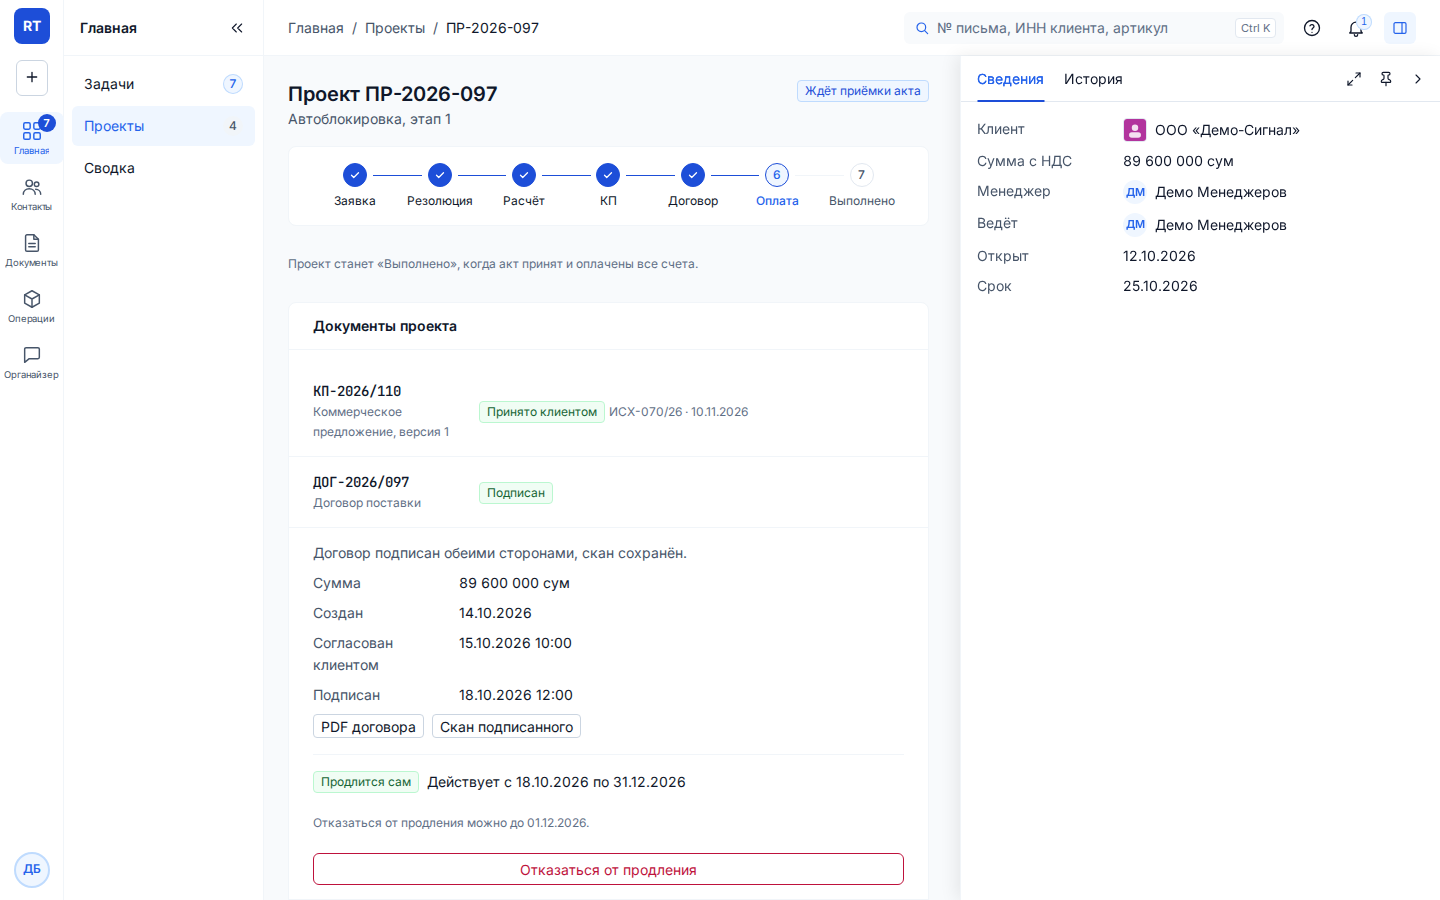 RT
Главная
Главная / Проекты / ПР-2026-097
№ письма, ИНН клиента, артикул
Ctrl K
1
7
Главная
Контакты
Документы
Операции
Органайзер
ДБ
Задачи 7
Проекты 4
Сводка
Проект ПР-2026-097
Ждёт приёмки акта
Автоблокировка, этап 1
6 7
Заявка Резолюция Расчёт КП Договор Оплата Выполнено
Проект станет «Выполнено», когда акт принят и оплачены все счета.
Документы проекта
КП-2026/110
Коммерческое
предложение, версия 1
Принято клиентом ИСХ-070/26 · 10.11.2026
ДОГ-2026/097
Договор поставки
Подписан
Договор подписан обеими сторонами, скан сохранён.
Сумма 89 600 000 сум
Создан 14.10.2026
Согласован
клиентом
15.10.2026 10:00
Подписан 18.10.2026 12:00
PDF договора Скан подписанного
Продлится сам Действует с 18.10.2026 по 31.12.2026
Отказаться от продления можно до 01.12.2026.
Отказаться от продления
Сведения История
Клиент ООО «Демо-Сигнал»
Сумма с НДС 89 600 000 сум
Менеджер ДМ Демо Менеджеров
Ведёт ДМ Демо Менеджеров
Открыт 12.10.2026
Срок 25.10.2026